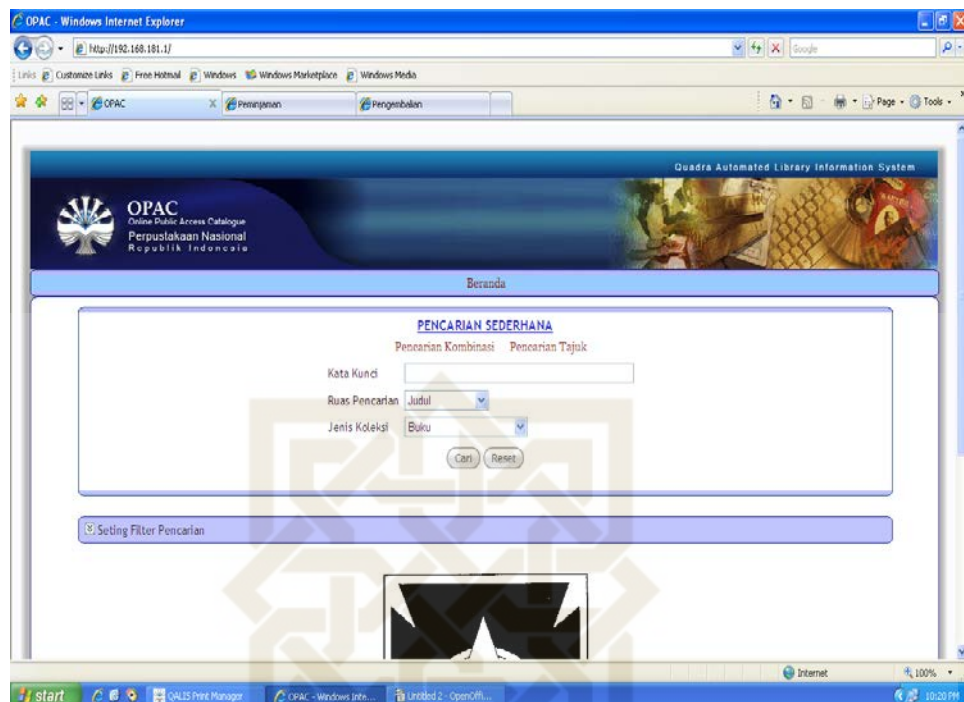 OPAC - Windows Internet Explorer
http://192.168.181.1/
Google
Links Customize Links Free Hotmail Windows Windows Marketplace Windows Media
OPAC Peminjaman Pengembalian Page Tools
Quadra Automated Library Information System
OPAC
Online Public Access Catalogue
Perpustakaan Nasional
Republik Indonesia
Beranda
PENCARIAN SEDERHANA
Pencarian Kombinasi Pencarian Tajuk
Kata Kunci
Ruas Pencarian Judul
Jenis Koleksi Buku
Cari Reset
Seting Filter Pencarian
Internet 100%
start QALIS Print Manager OPAC - Windows Inte... Untitled 2 - OpenOffi... 10:20 PM